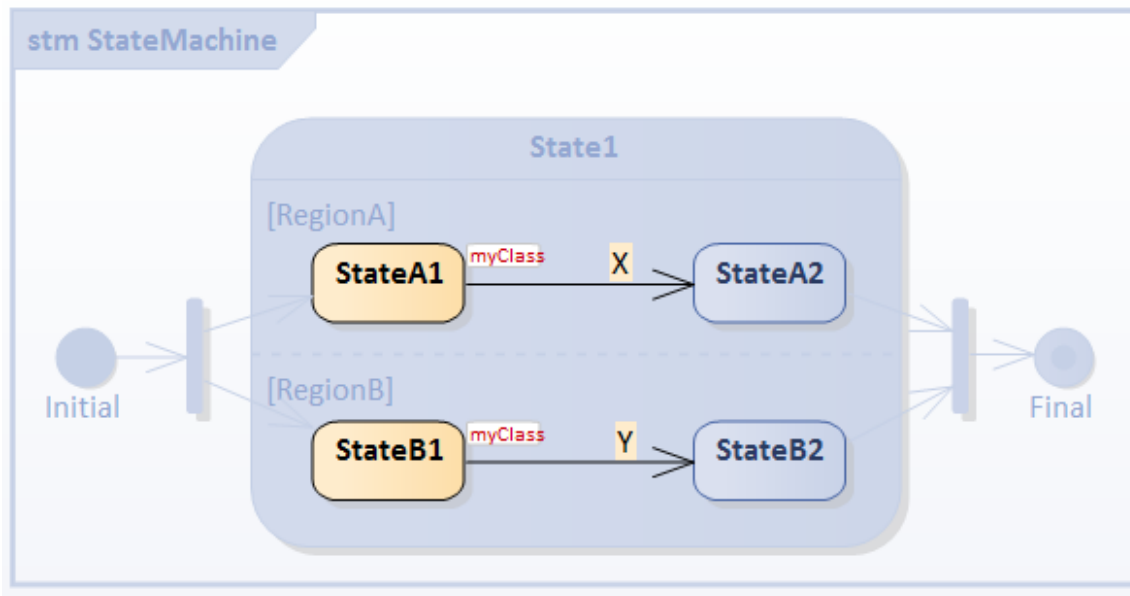 stm StateMachine
State1
[RegionA]
StateA1
myClass
X
StateA2
Initial
[RegionB]
StateB1
myClass
Y
StateB2
Final